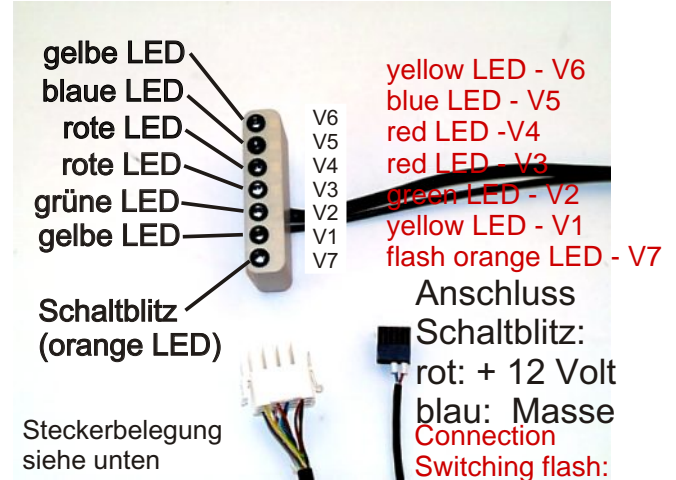 gelbe LED
blaue LED
rote LED
rote LED
grüne LED
gelbe LED
Schaltblitz
(orange LED)
V6
V5
V4
V3
V2
V1
V7
yellow LED - V6
blue LED - V5
red LED -V4
red LED - V3
green LED - V2
yellow LED - V1
flash orange LED - V7
Anschluss
Schaltblitz:
rot: + 12 Volt
blau: Masse
Connection
Switching flash:
Steckerbelegung
siehe unten